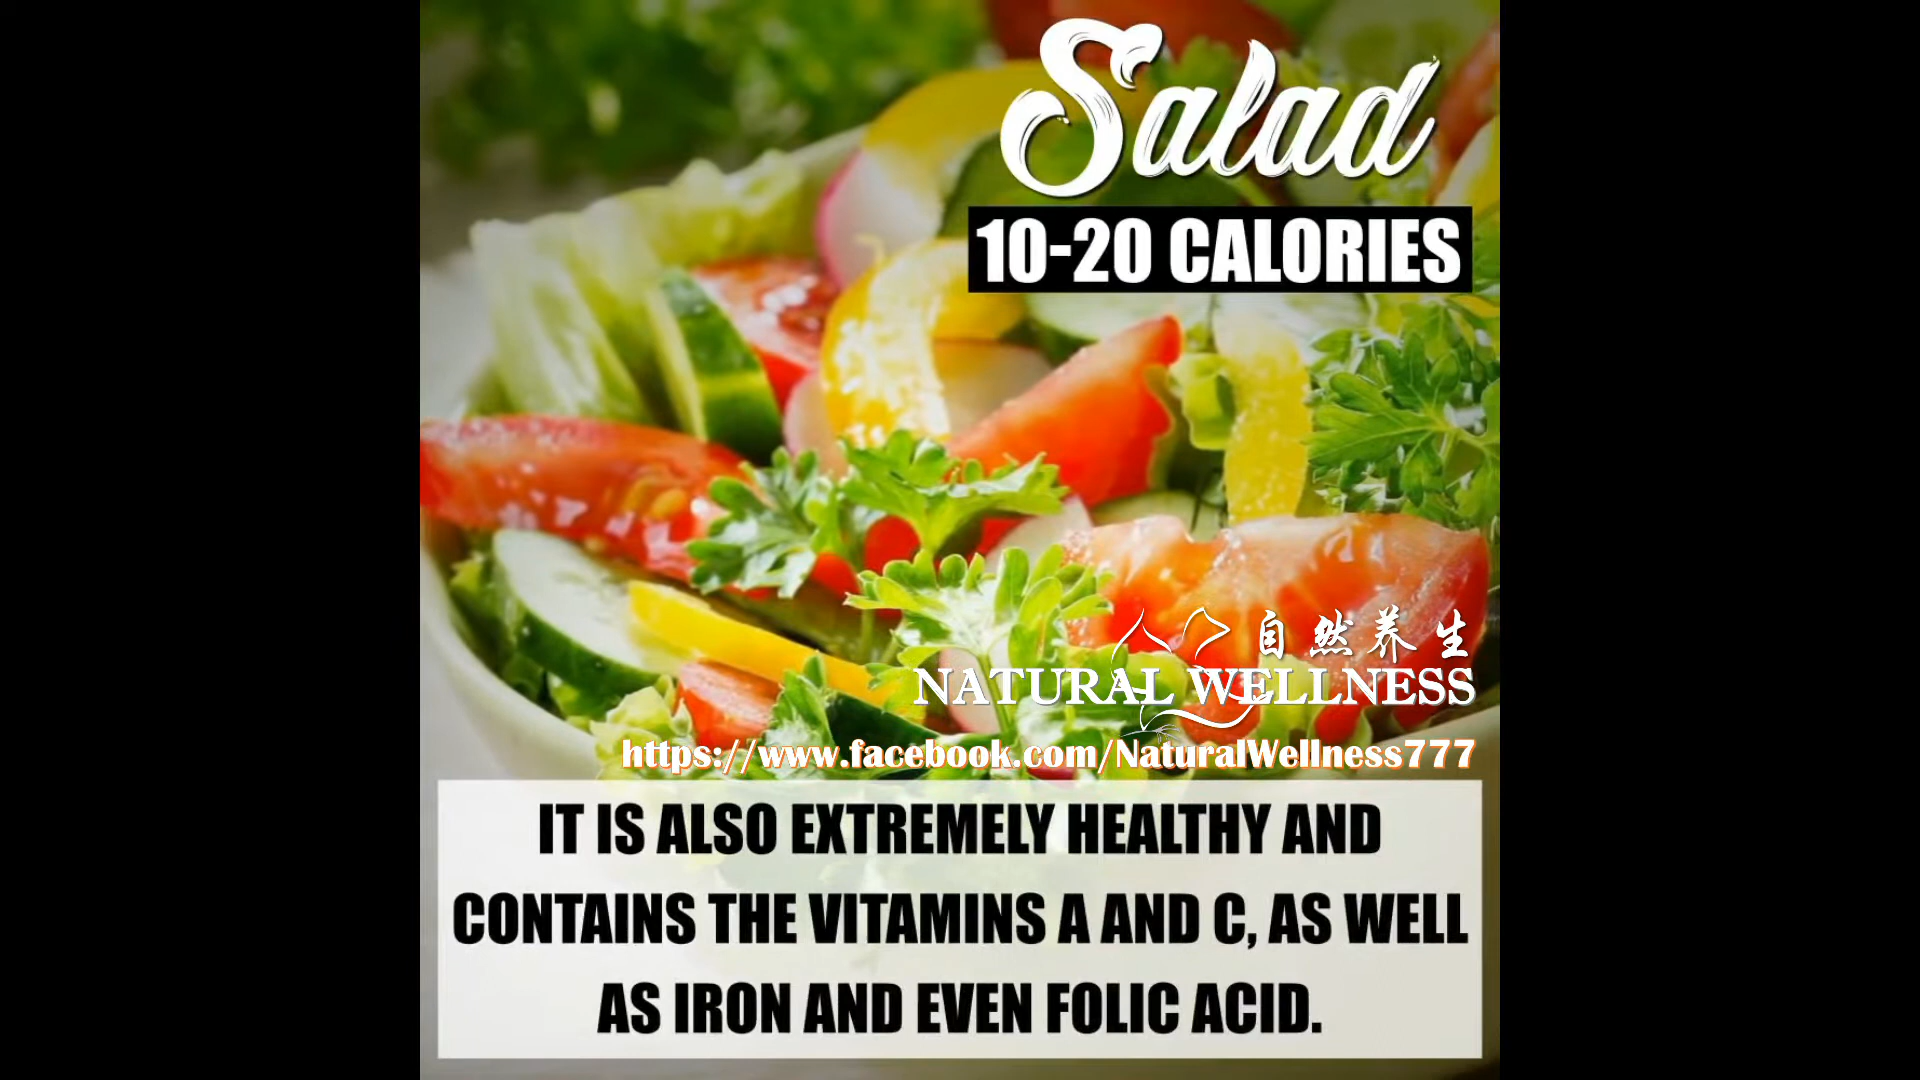 Salad
10-20 CALORIES
自然养生
NATURAL WELLNESS
https://www.facebook.com/NaturalWellness777
IT IS ALSO EXTREMELY HEALTHY AND
CONTAINS THE VITAMINS A AND C, AS WELL
AS IRON AND EVEN FOLIC ACID.